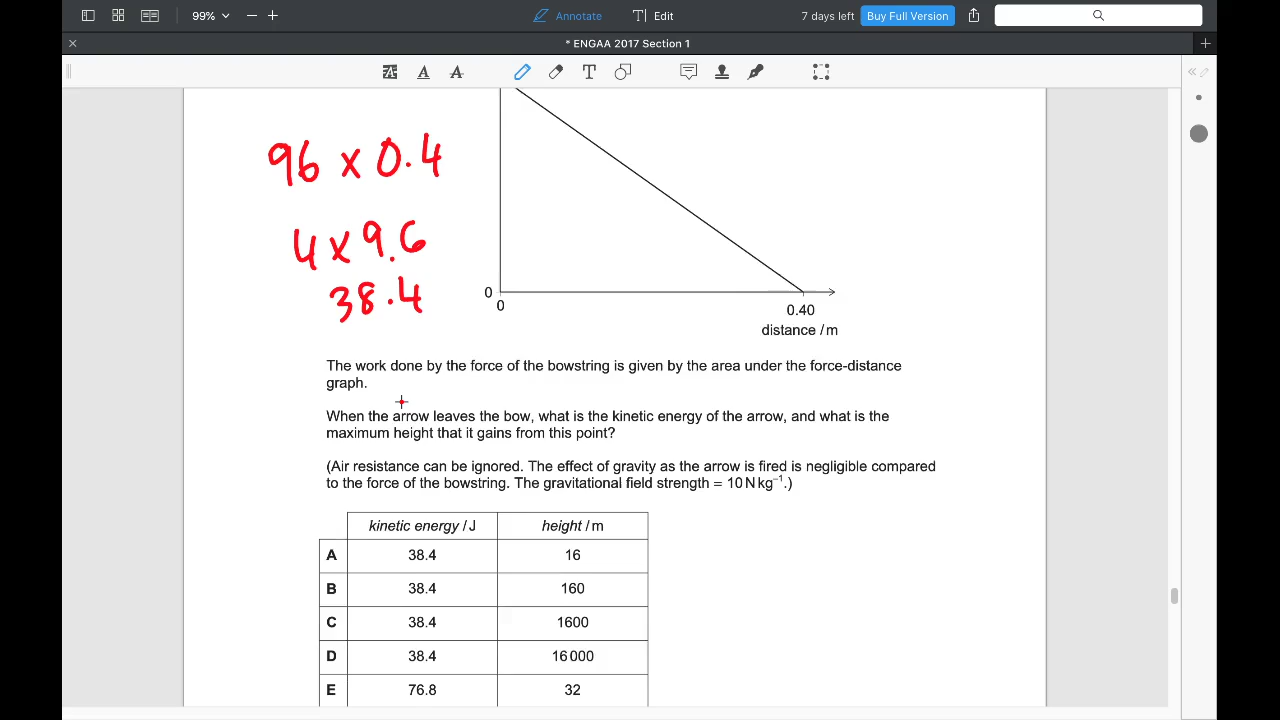 99%
Annotate
Edit
7 days left
Buy Full Version
* ENGAA 2017 Section 1
96 x 0.4
4 x 9.6
38.4
0
0
0.40
distance / m
The work done by the force of the bowstring is given by the area under the force-distance
graph.
When the arrow leaves the bow, what is the kinetic energy of the arrow, and what is the
maximum height that it gains from this point?
(Air resistance can be ignored. The effect of gravity as the arrow is fired is negligible compared
to the force of the bowstring. The gravitational field strength = 10 N kg⁻¹.)
kinetic energy / J height / m
A 38.4 16
B 38.4 160
C 38.4 1600
D 38.4 16 000
E 76.8 32